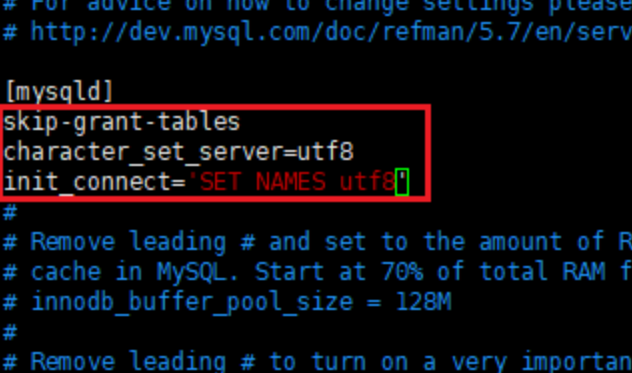 # For advice on how to change settings please
# http://dev.mysql.com/doc/refman/5.7/en/serv
[mysqld]
skip-grant-tables
character_set_server=utf8
init_connect='SET NAMES utf8'
#
# Remove leading # and set to the amount of R
# cache in MySQL. Start at 70% of total RAM f
# innodb_buffer_pool_size = 128M
#
# Remove leading # to turn on a very importan